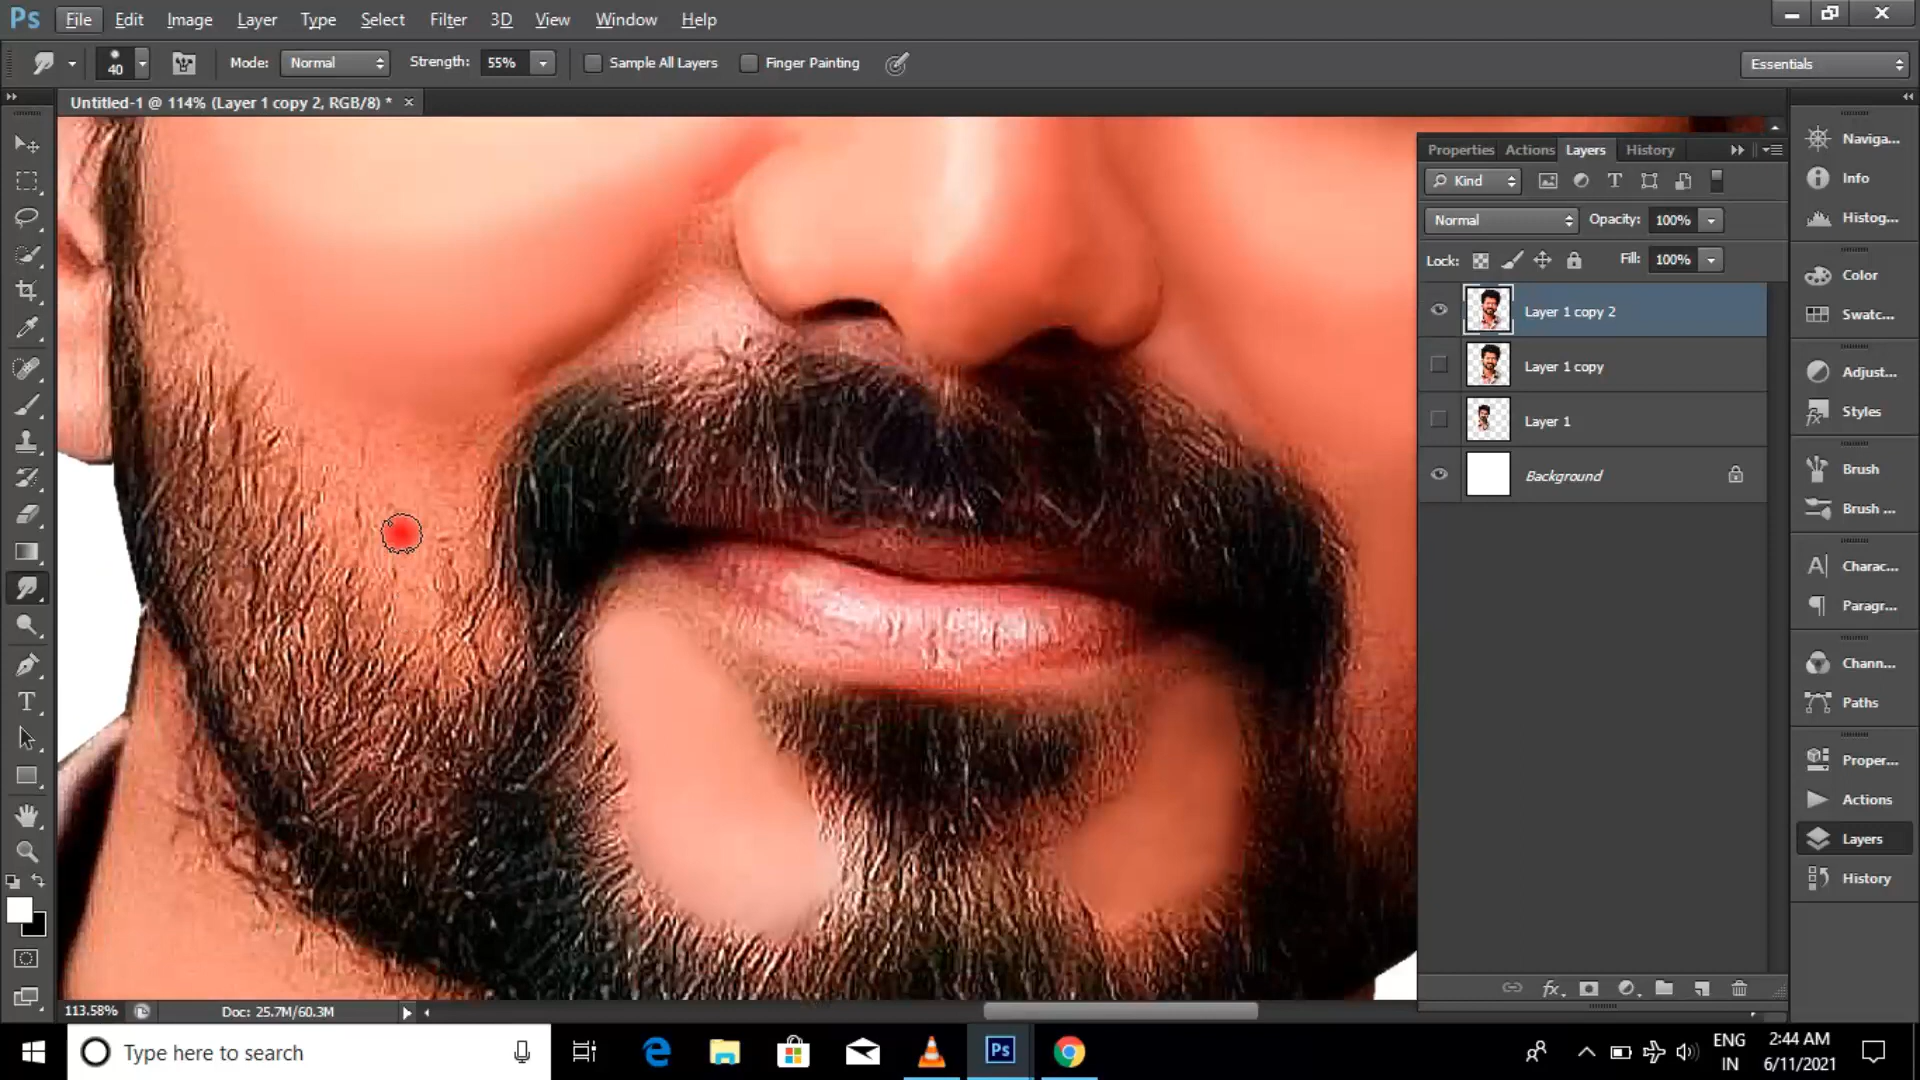 Ps File Edit Image Layer Type Select Filter 3D View Window Help
40 Mode: Normal Strength: 55% Sample All Layers Finger Painting Essentials
Untitled-1 @ 114% (Layer 1 copy 2, RGB/8) * ×
Properties Actions Layers History
Kind
Normal Opacity: 100%
Lock: Fill: 100%
Layer 1 copy 2
Layer 1 copy
Layer 1
Background
Naviga...
Info
Histog...
Color
Swatc...
Adjust...
Styles
Brush
Brush ...
Charac...
Paragr...
Chann...
Paths
Proper...
Actions
Layers
History
113.58% Doc: 25.7M/60.3M
Type here to search
Ps
ENG
IN
2:44 AM
6/11/2021